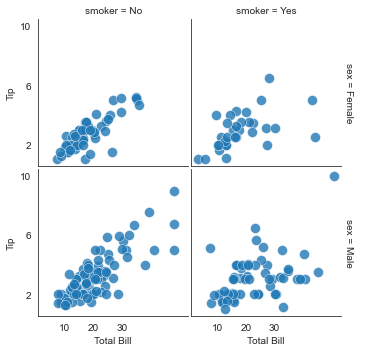 smoker = No
smoker = Yes
10
6
2
Tip
sex = Female
6
2
Tip
sex = Male
10 20 30
10 20 30
Total Bill
Total Bill